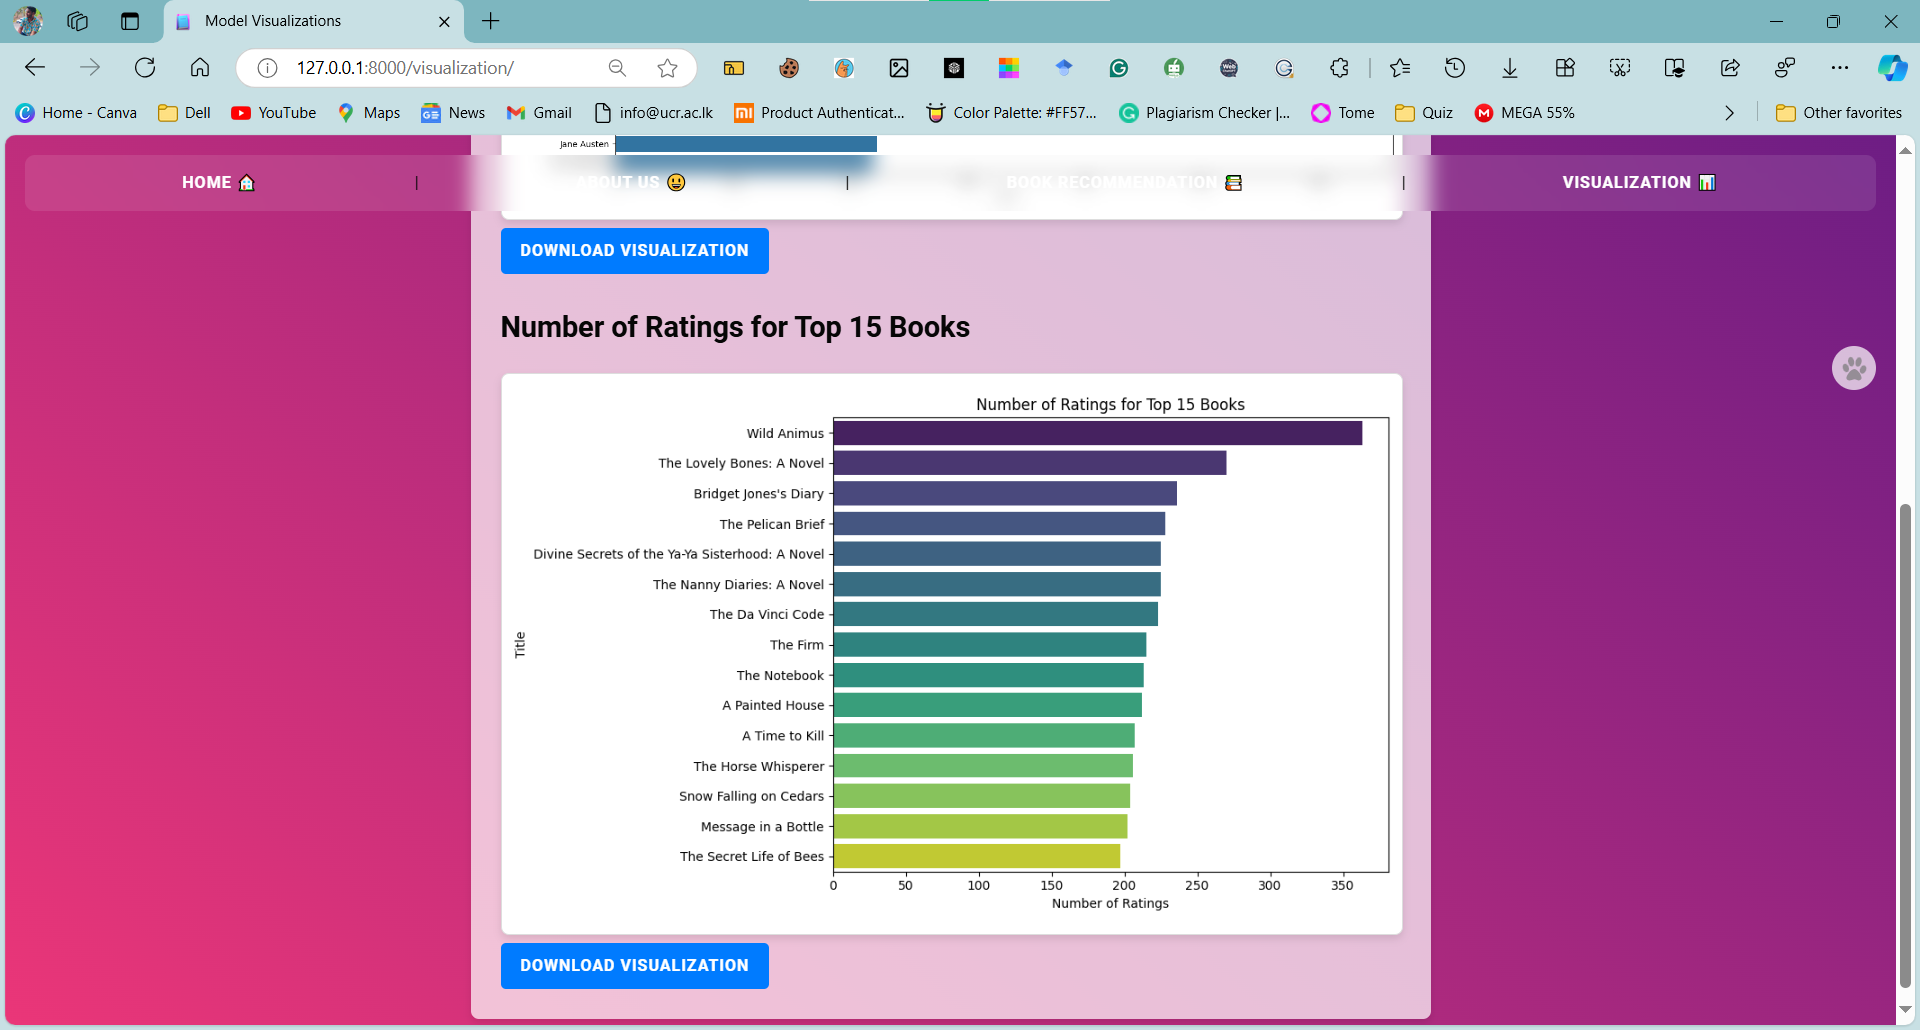 Model Visualizations
127.0.0.1:8000/visualization/
Home - Canva Dell YouTube Maps News Gmail info@ucr.ac.lk Product Authenticat... Color Palette: #FF57... Plagiarism Checker |... Tome Quiz MEGA 55% Other favorites
Jane Austen
HOME | ABOUT US | BOOK RECOMMENDATION | VISUALIZATION
DOWNLOAD VISUALIZATION
Number of Ratings for Top 15 Books
Number of Ratings for Top 15 Books
Wild Animus
The Lovely Bones: A Novel
Bridget Jones's Diary
The Pelican Brief
Divine Secrets of the Ya-Ya Sisterhood: A Novel
The Nanny Diaries: A Novel
The Da Vinci Code
The Firm
Title
The Notebook
A Painted House
A Time to Kill
The Horse Whisperer
Snow Falling on Cedars
Message in a Bottle
The Secret Life of Bees
0 50 100 150 200 250 300 350
Number of Ratings
DOWNLOAD VISUALIZATION